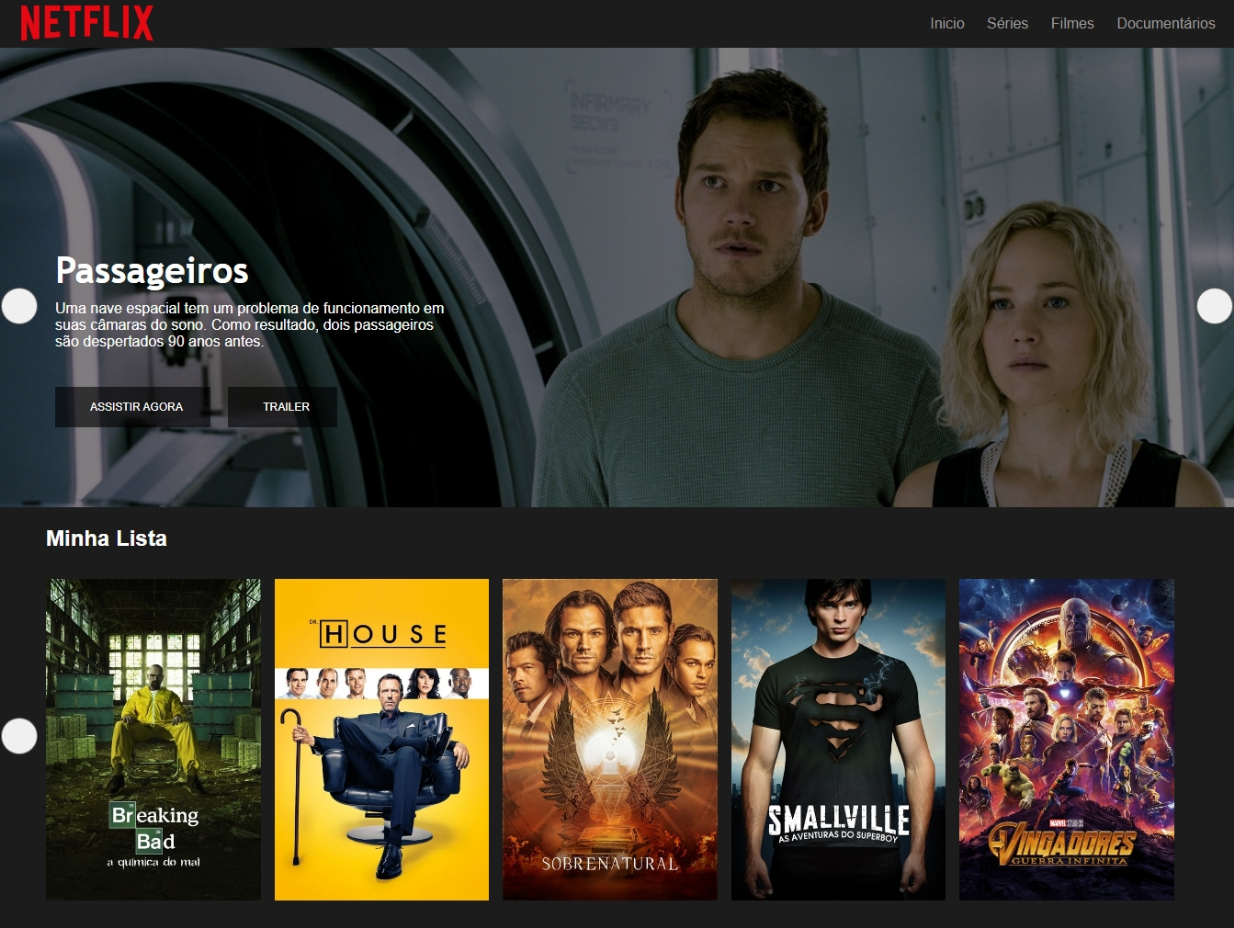 NETFLIX
Inicio Séries Filmes Documentários
INFIRMARY
SECW9
Passageiros
Uma nave espacial tem um problema de funcionamento em
suas câmaras do sono. Como resultado, dois passageiros
são despertados 90 anos antes.
ASSISTIR AGORA TRAILER
Minha Lista
Breaking
Bad
a química do mal
DR. HOUSE
SOBRENATURAL
SMALLVILLE
AS AVENTURAS DO SUPERBOY
MARVEL STUDIOS
VINGADORES
GUERRA INFINITA